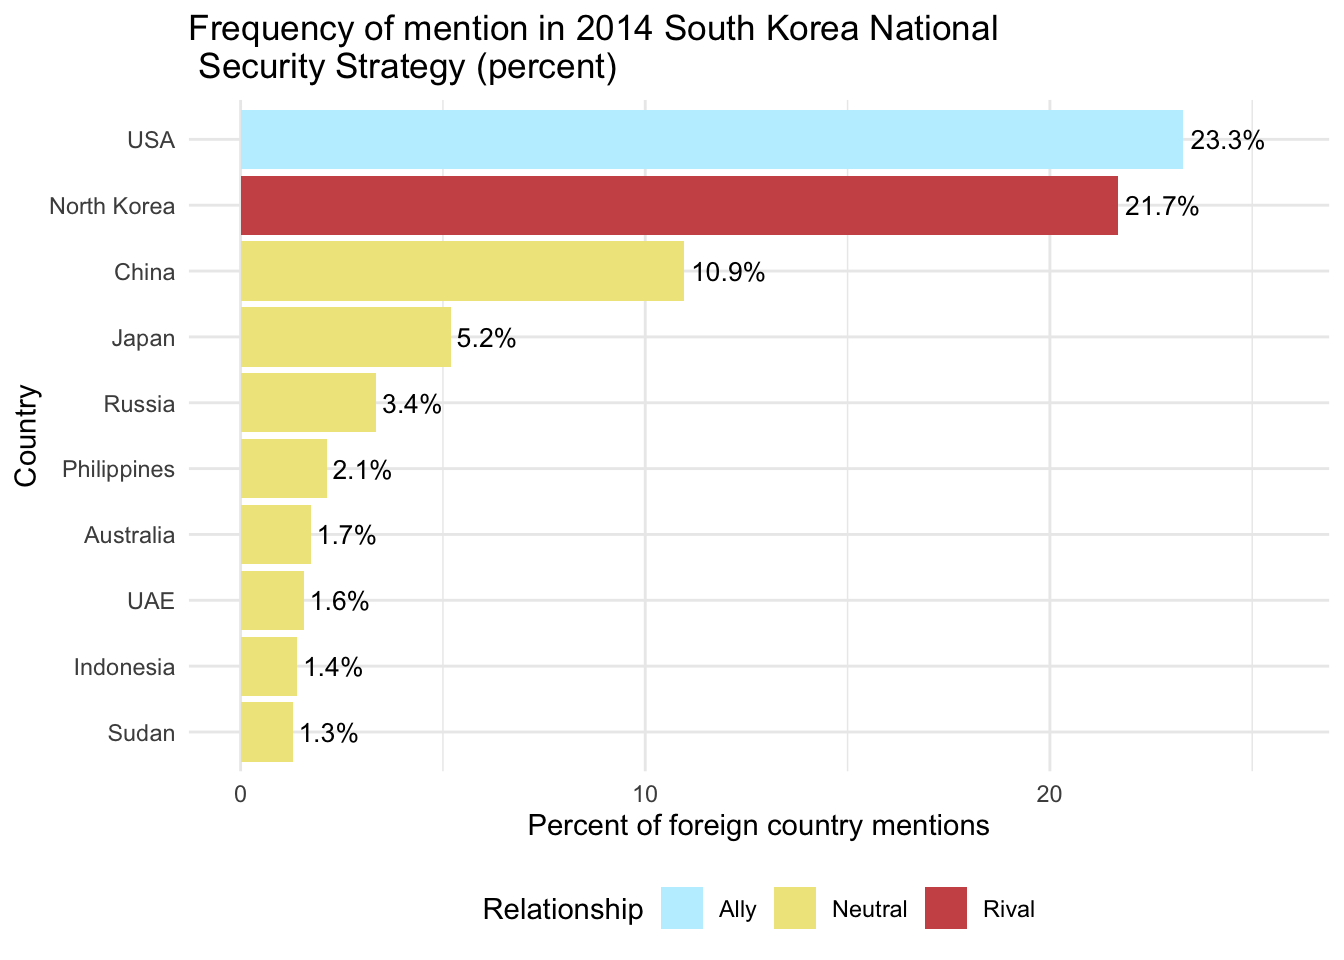 Frequency of mention in 2014 South Korea National
Security Strategy (percent)
Country
USA 23.3%
North Korea 21.7%
China 10.9%
Japan 5.2%
Russia 3.4%
Philippines 2.1%
Australia 1.7%
UAE 1.6%
Indonesia 1.4%
Sudan 1.3%
0 10 20
Percent of foreign country mentions
Relationship Ally Neutral Rival